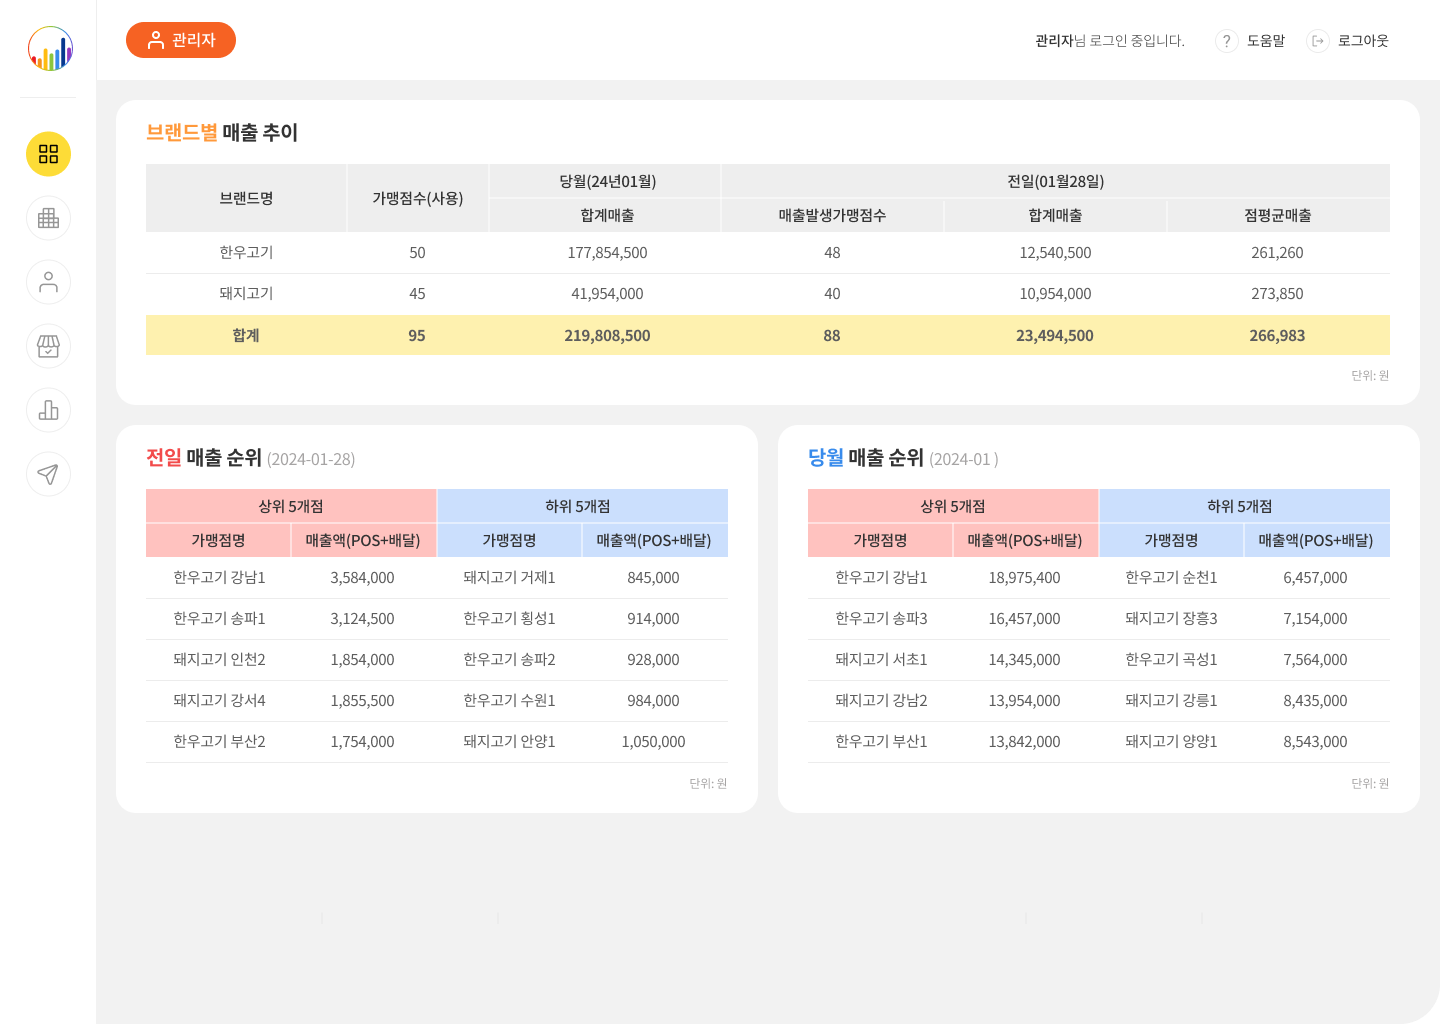 관리자
관리자님 로그인 중입니다.
? 도움말
로그아웃
브랜드별 매출 추이
브랜드명 가맹점수(사용) 당월(24년01월) 전일(01월28일)
합계매출 매출발생가맹점수 합계매출 점평균매출
한우고기 50 177,854,500 48 12,540,500 261,260
돼지고기 45 41,954,000 40 10,954,000 273,850
합계 95 219,808,500 88 23,494,500 266,983
단위: 원
전일 매출 순위 (2024-01-28)
상위 5개점 하위 5개점
가맹점명 매출액(POS+배달) 가맹점명 매출액(POS+배달)
한우고기 강남1 3,584,000 돼지고기 거제1 845,000
한우고기 송파1 3,124,500 한우고기 횡성1 914,000
돼지고기 인천2 1,854,000 한우고기 송파2 928,000
돼지고기 강서4 1,855,500 한우고기 수원1 984,000
한우고기 부산2 1,754,000 돼지고기 안양1 1,050,000
단위: 원
당월 매출 순위 (2024-01 )
상위 5개점 하위 5개점
가맹점명 매출액(POS+배달) 가맹점명 매출액(POS+배달)
한우고기 강남1 18,975,400 한우고기 순천1 6,457,000
한우고기 송파3 16,457,000 돼지고기 장흥3 7,154,000
돼지고기 서초1 14,345,000 한우고기 곡성1 7,564,000
돼지고기 강남2 13,954,000 돼지고기 강릉1 8,435,000
한우고기 부산1 13,842,000 돼지고기 양양1 8,543,000
단위: 원